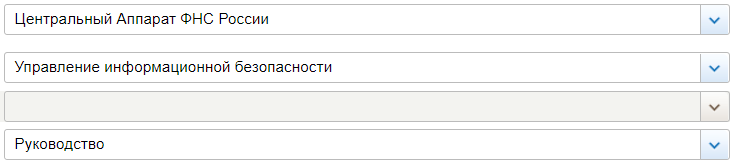 Центральный Аппарат ФНС России
Управление информационной безопасности
Руководство